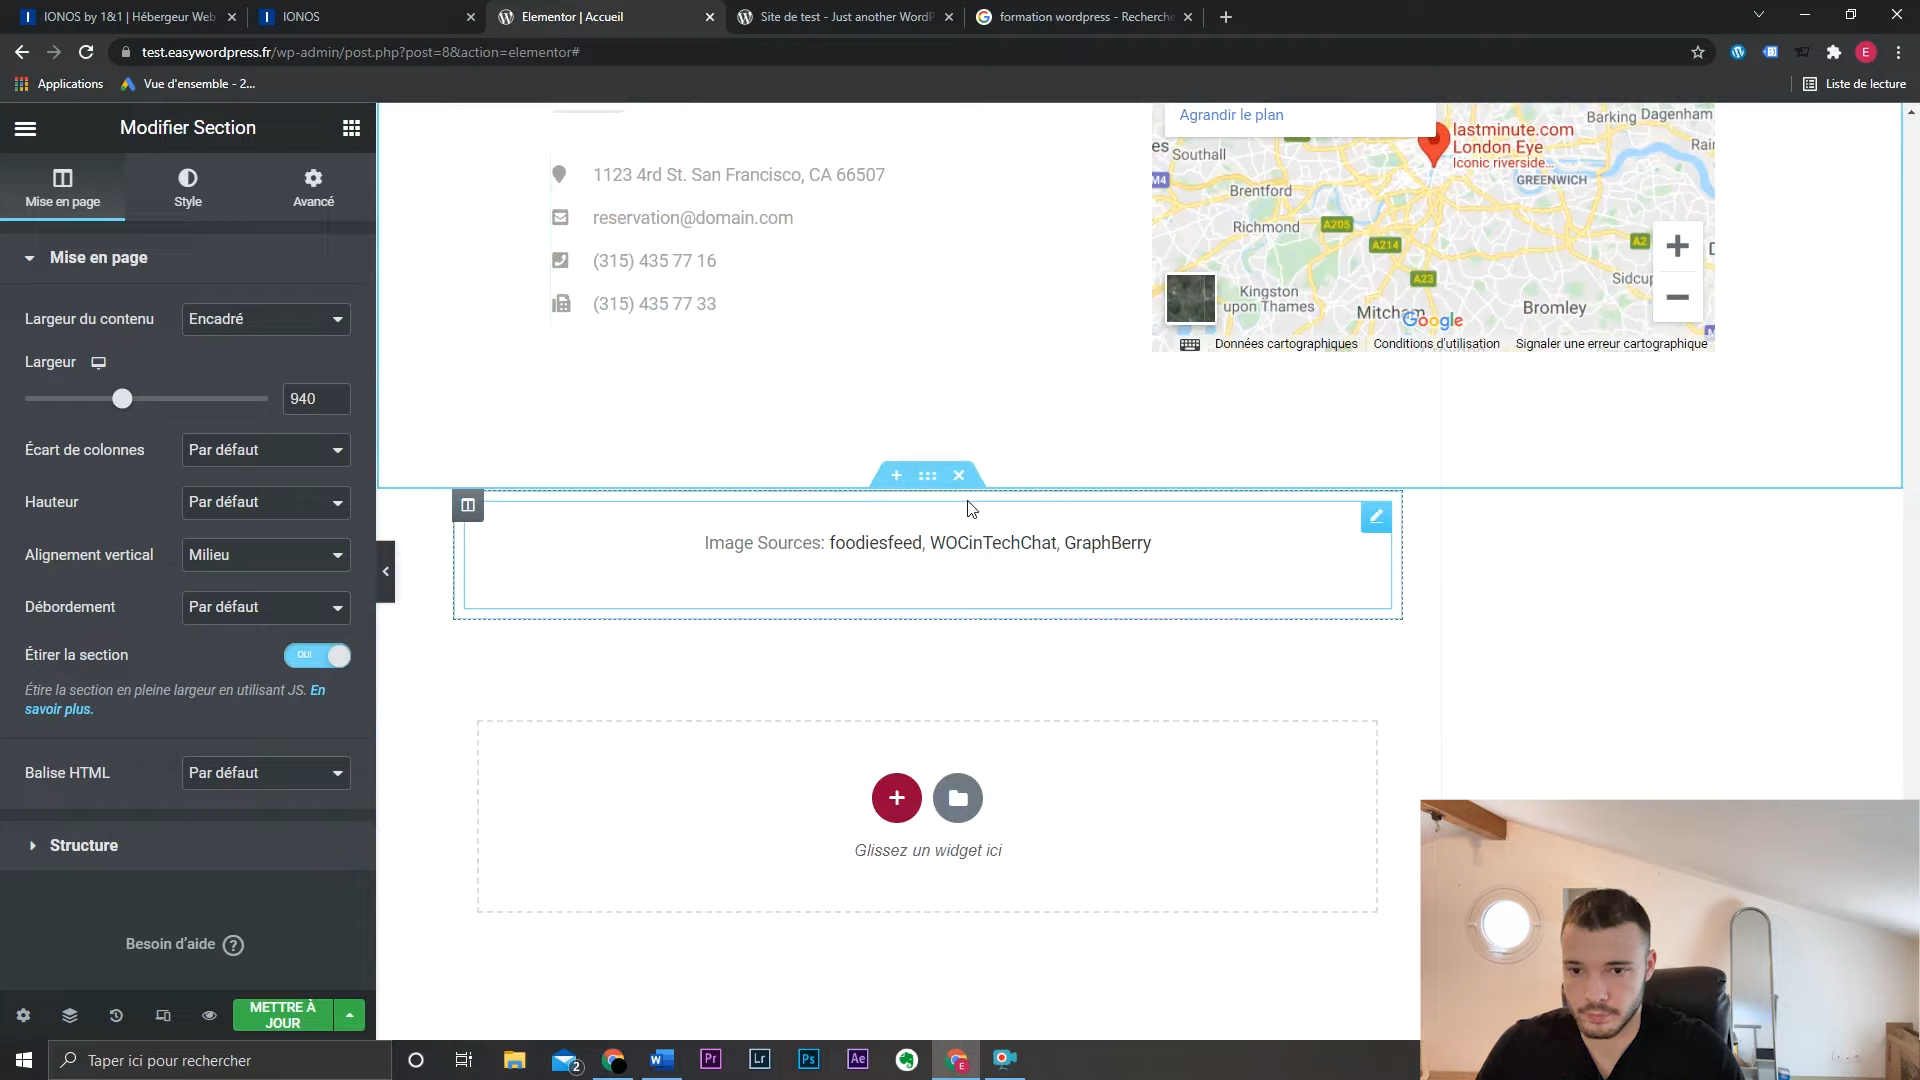 IONOS by 1&1 | Hébergeur Web
IONOS
Elementor | Accueil
Site de test - Just another WordP
formation wordpress - Recherche
test.easywordpress.fr/wp-admin/post.php?post=8&action=elementor#
E
Applications
Vue d'ensemble - 2...
Liste de lecture
Modifier Section
Mise en page
Style
Avancé
Mise en page
Largeur du contenu
Encadré
Largeur
940
Écart de colonnes
Par défaut
Hauteur
Par défaut
Alignement vertical
Milieu
Débordement
Par défaut
Étirer la section
OUI
Étire la section en pleine largeur en utilisant JS. En
savoir plus.
Balise HTML
Par défaut
Structure
Besoin d'aide ?
METTRE À
JOUR
1123 4rd St. San Francisco, CA 66507
reservation@domain.com
(315) 435 77 16
(315) 435 77 33
Agrandir le plan
lastminute.com
London Eye
Iconic riverside...
Barking
Dagenham
Southall
M4
GREENWICH
Brentford
Richmond
A205
A214
A2
A23
Sidcup
Kingston
upon Thames
Mitcham
Bromley
Google
Données cartographiques
Conditions d'utilisation
Signaler une erreur cartographique
Image Sources: foodiesfeed, WOCinTechChat, GraphBerry
Glissez un widget ici
Taper ici pour rechercher
2
W
Pr
Lr
Ps
Ae
E